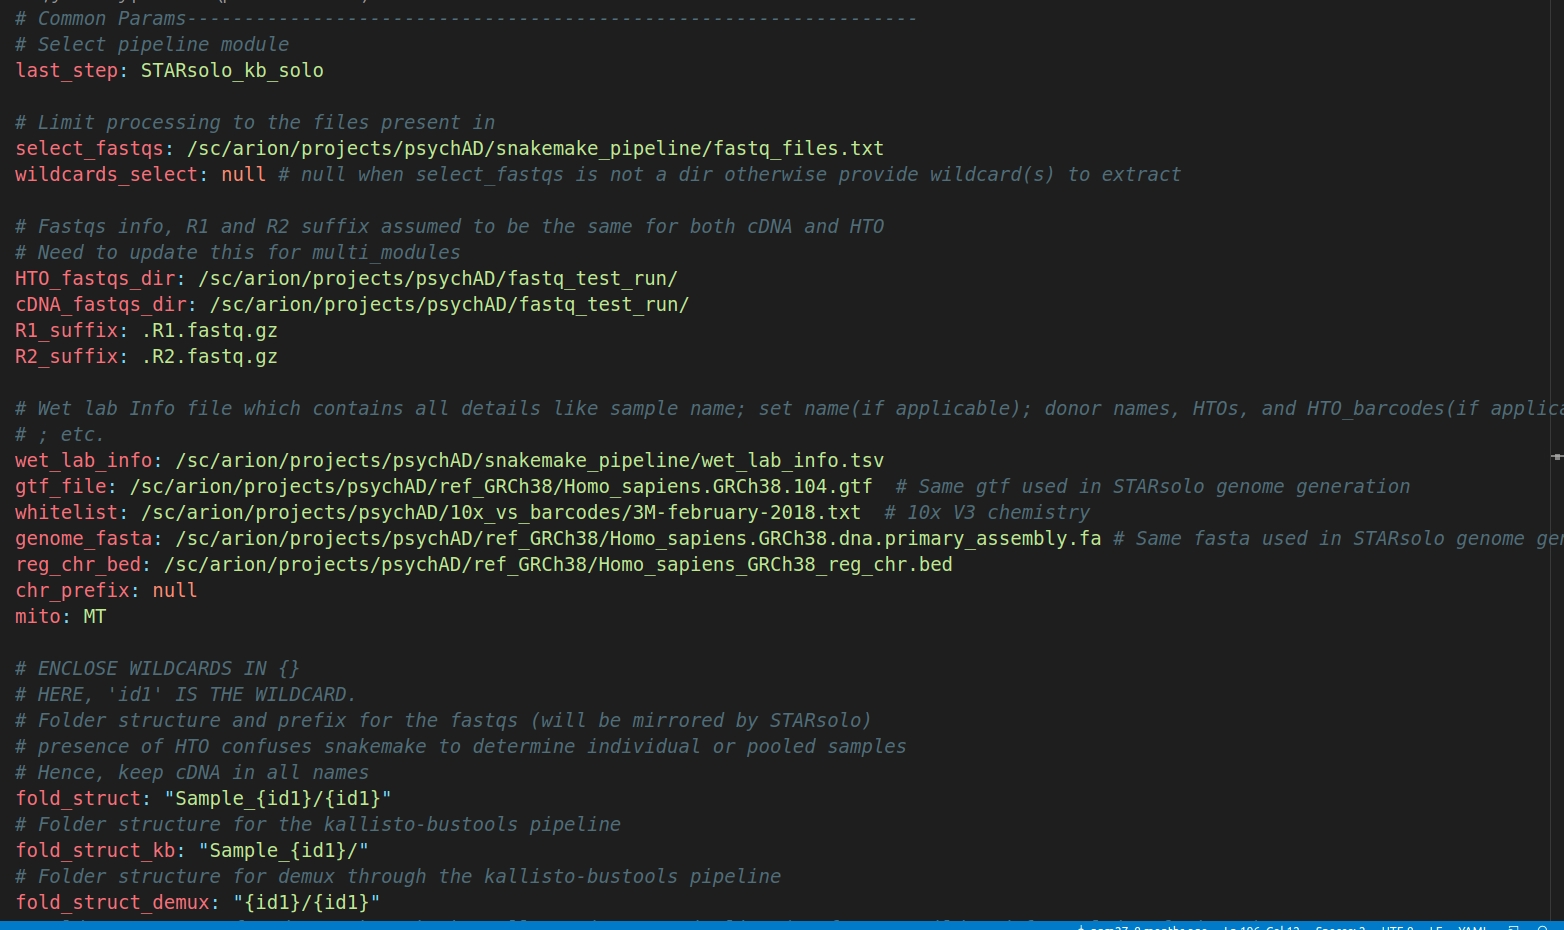 # Common Params----------------------------------------------------------------
# Select pipeline module
last_step: STARsolo_kb_solo
# Limit processing to the files present in
select_fastqs: /sc/arion/projects/psychAD/snakemake_pipeline/fastq_files.txt
wildcards_select: null # null when select_fastqs is not a dir otherwise provide wildcard(s) to extract
# Fastqs info, R1 and R2 suffix assumed to be the same for both cDNA and HTO
# Need to update this for multi_modules
HTO_fastqs_dir: /sc/arion/projects/psychAD/fastq_test_run/
cDNA_fastqs_dir: /sc/arion/projects/psychAD/fastq_test_run/
R1_suffix: .R1.fastq.gz
R2_suffix: .R2.fastq.gz
# Wet lab Info file which contains all details like sample name; set name(if applicable); donor names, HTOs, and HTO_barcodes(if applica
# ; etc.
wet_lab_info: /sc/arion/projects/psychAD/snakemake_pipeline/wet_lab_info.tsv
gtf_file: /sc/arion/projects/psychAD/ref_GRCh38/Homo_sapiens.GRCh38.104.gtf  # Same gtf used in STARsolo genome generation
whitelist: /sc/arion/projects/psychAD/10x_vs_barcodes/3M-february-2018.txt  # 10x V3 chemistry
genome_fasta: /sc/arion/projects/psychAD/ref_GRCh38/Homo_sapiens.GRCh38.dna.primary_assembly.fa # Same fasta used in STARsolo genome ger
reg_chr_bed: /sc/arion/projects/psychAD/ref_GRCh38/Homo_sapiens_GRCh38_reg_chr.bed
chr_prefix: null
mito: MT
# ENCLOSE WILDCARDS IN {}
# HERE, 'id1' IS THE WILDCARD.
# Folder structure and prefix for the fastqs (will be mirrored by STARsolo)
# presence of HTO confuses snakemake to determine individual or pooled samples
# Hence, keep cDNA in all names
fold_struct: "Sample_{id1}/{id1}"
# Folder structure for the kallisto-bustools pipeline
fold_struct_kb: "Sample_{id1}/"
# Folder structure for demux through the kallisto-bustools pipeline
fold_struct_demux: "{id1}/{id1}"